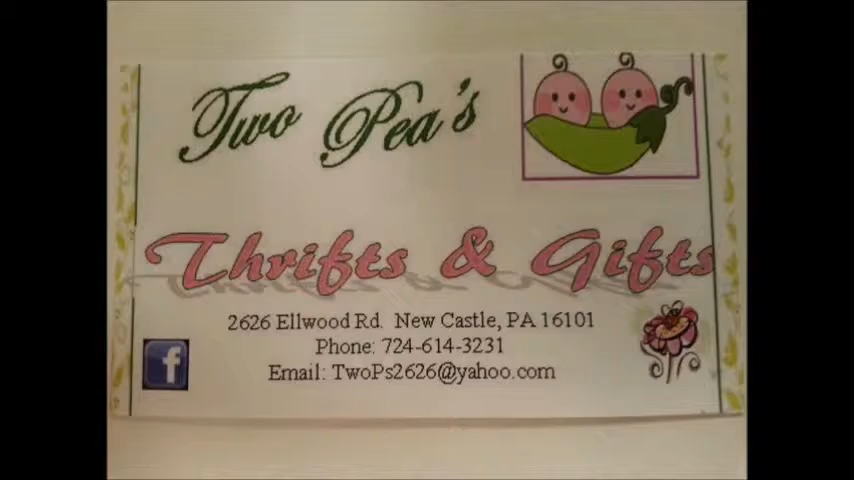 Two Pea's
Thrifts & Gifts
2626 Ellwood Rd. New Castle, PA 16101
Phone: 724-614-3231
Email: TwoPs2626@yahoo.com
f